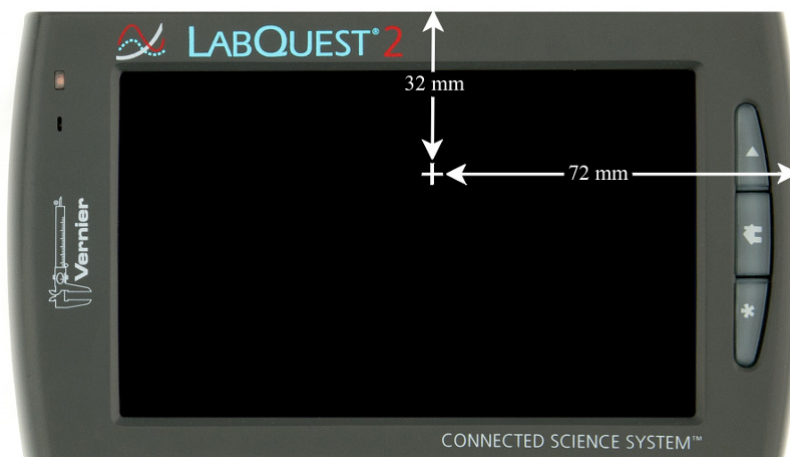 LABQUEST® 2
32 mm
72 mm
Vernier
CONNECTED SCIENCE SYSTEM™